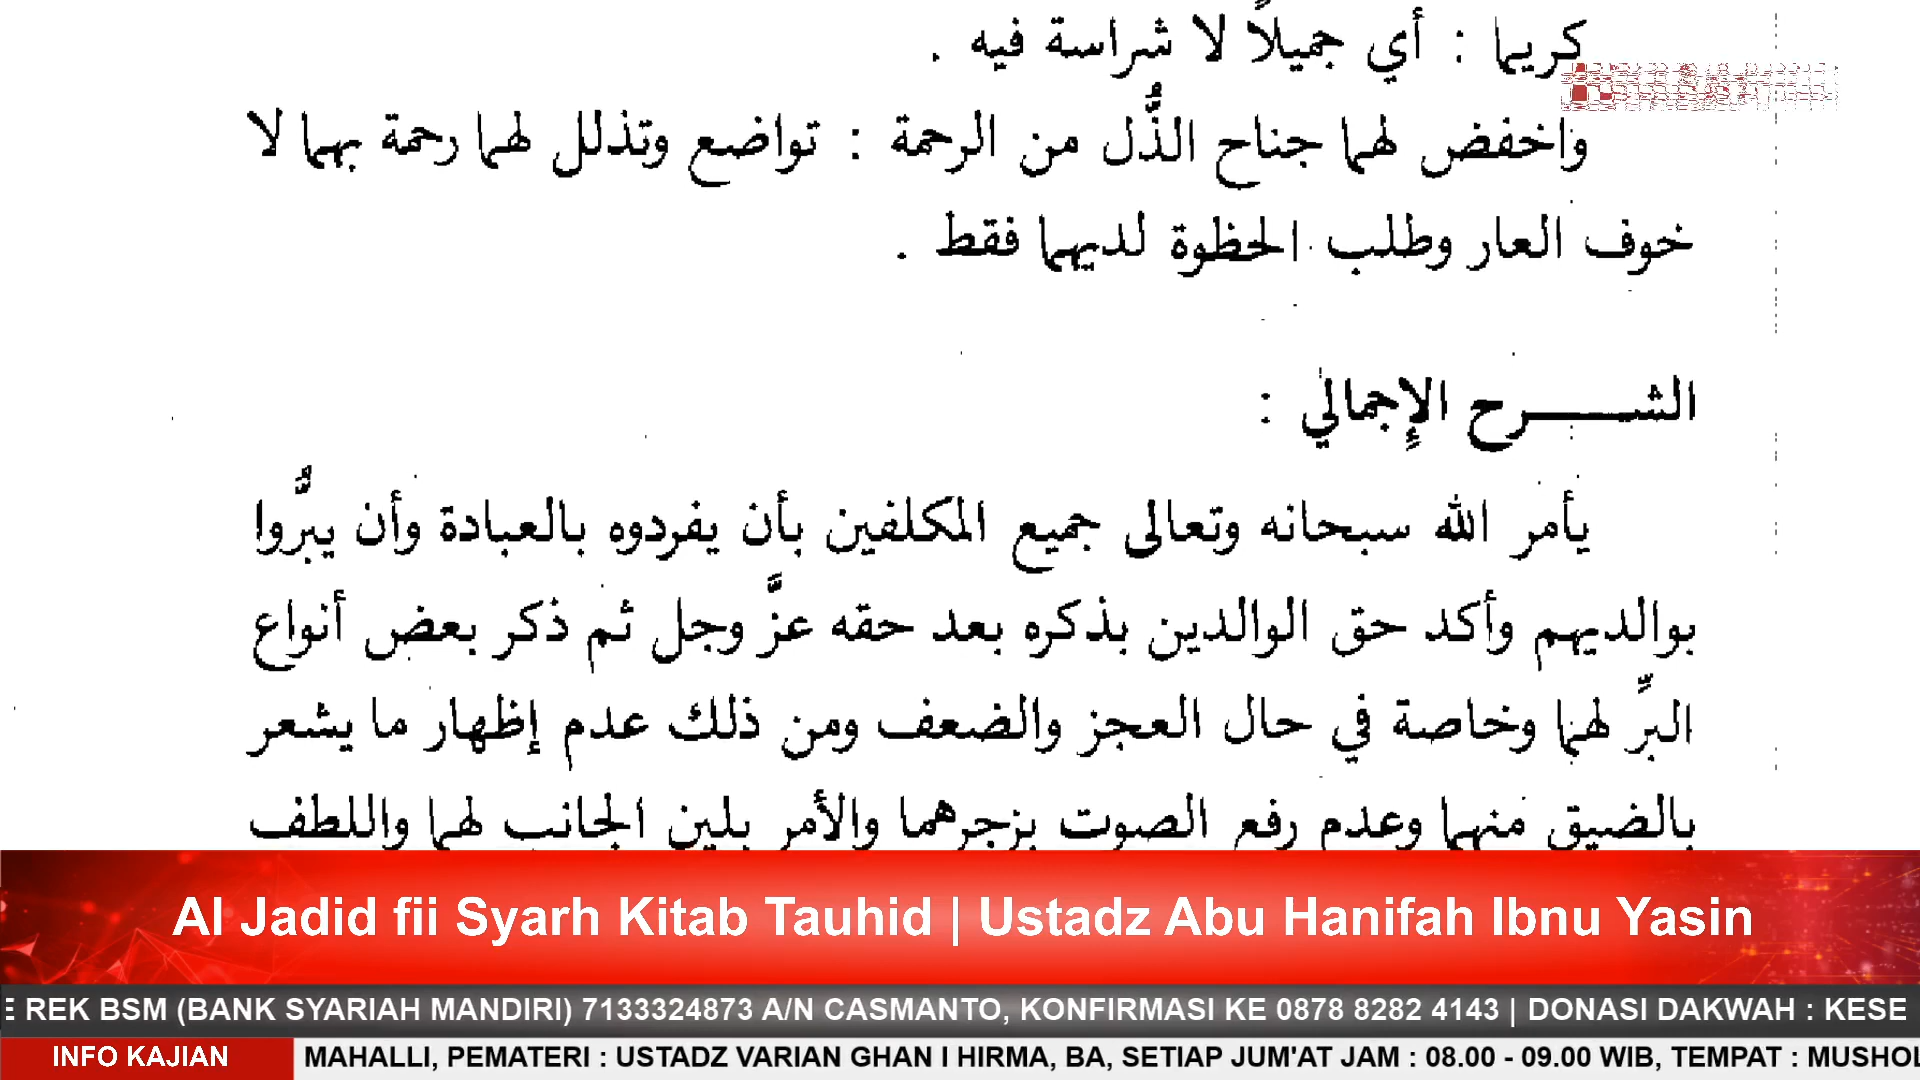 كريما : أي جميلاً لا شراسة فيه .
واخفض لهما جناح الذُّل من الرحمة : تواضع وتذلل لهما رحمة بهما لا
خوف العار وطلب الحظوة لديهما فقط .
الشـــــرح الإِجمالي :
يأمر الله سبحانه وتعالى جميع المكلفين بأن يفردوه بالعبادة وأن يبرُّوا
بوالديهم وأكد حق الوالدين بذكره بعد حقه عزَّ وجل ثم ذكر بعض أنواع
البرِّ لهما وخاصة في حال العجز والضعف ومن ذلك عدم إظهار ما يشعر
بالضيق منهما وعدم رفع الصوت بزجرهما والأمر بلين الجانب لهما واللطف
Al Jadid fii Syarh Kitab Tauhid | Ustadz Abu Hanifah Ibnu Yasin
E REK BSM (BANK SYARIAH MANDIRI) 7133324873 A/N CASMANTO, KONFIRMASI KE 0878 8282 4143 | DONASI DAKWAH : KESE
INFO KAJIAN
MAHALLI, PEMATERI : USTADZ VARIAN GHAN I HIRMA, BA, SETIAP JUM'AT JAM : 08.00 - 09.00 WIB, TEMPAT : MUSHOL